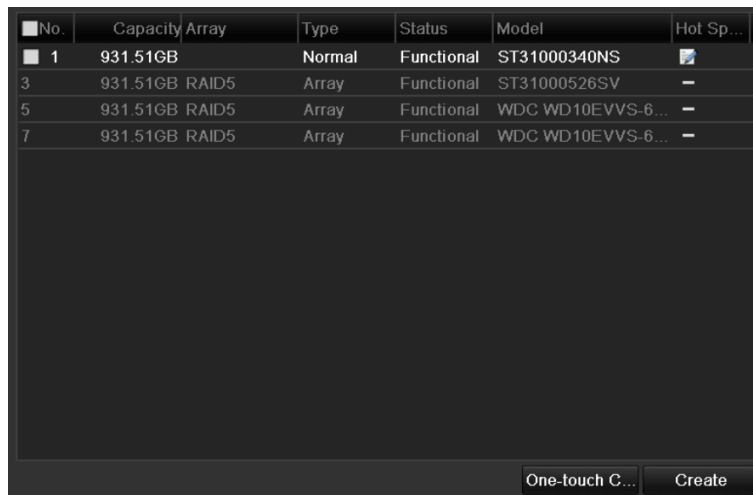 No. Capacity Array Type Status Model Hot Sp...
1 931.51GB Normal Functional ST31000340NS
3 931.51GB RAID5 Array Functional ST31000526SV –
5 931.51GB RAID5 Array Functional WDC WD10EVVS-6... –
7 931.51GB RAID5 Array Functional WDC WD10EVVS-6... –
One-touch C... Create